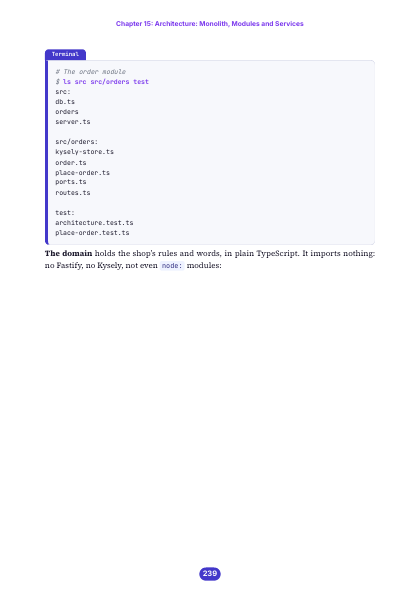 Chapter 15: Architecture: Monolith, Modules and Services
Terminal
# The order module
$ ls src src/orders test
src:
db.ts
orders
server.ts
src/orders:
kysely-store.ts
order.ts
place-order.ts
ports.ts
routes.ts
test:
architecture.test.ts
place-order.test.ts
The domain holds the shop's rules and words, in plain TypeScript. It imports nothing:
no Fastify, no Kysely, not even node: modules:
239